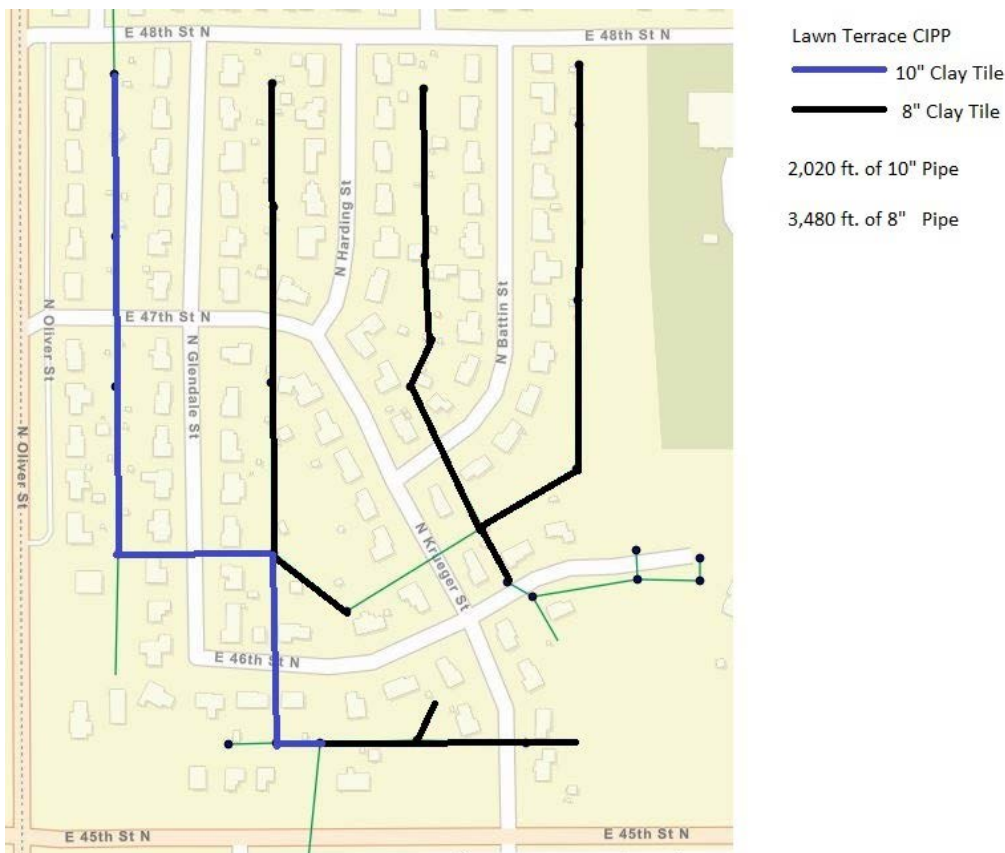 E 48th St N
E 48th St N
Lawn Terrace CIPP
10" Clay Tile
8" Clay Tile
2,020 ft. of 10" Pipe
3,480 ft. of 8" Pipe
N Harding St
N Oliver St
E 47th St N
N Glendale St
N Battin St
N Oliver St
N Krueger St
E 46th St N
E 45th St N
E 45th St N